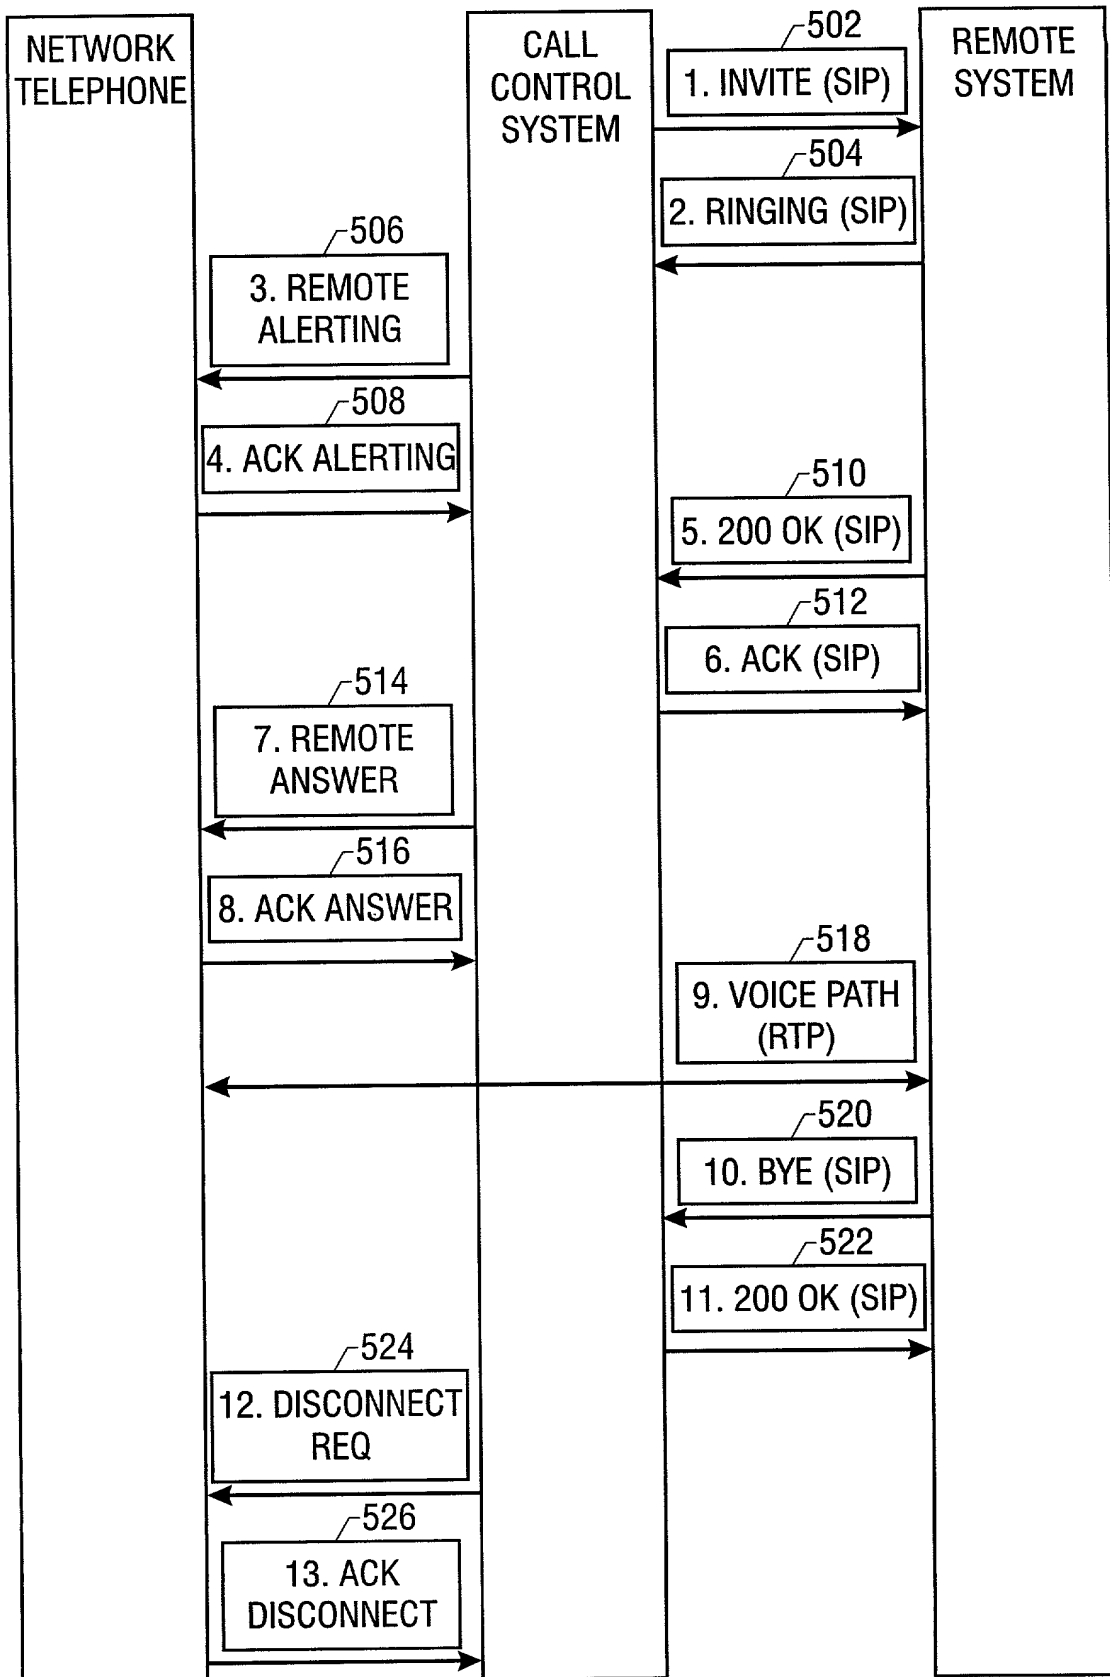 NETWORK
TELEPHONE
CALL
CONTROL
SYSTEM
REMOTE
SYSTEM
502
1. INVITE (SIP)
504
2. RINGING (SIP)
506
3. REMOTE
ALERTING
508
4. ACK ALERTING
510
5. 200 OK (SIP)
512
6. ACK (SIP)
514
7. REMOTE
ANSWER
516
8. ACK ANSWER
518
9. VOICE PATH
(RTP)
520
10. BYE (SIP)
522
11. 200 OK (SIP)
524
12. DISCONNECT
REQ
526
13. ACK
DISCONNECT